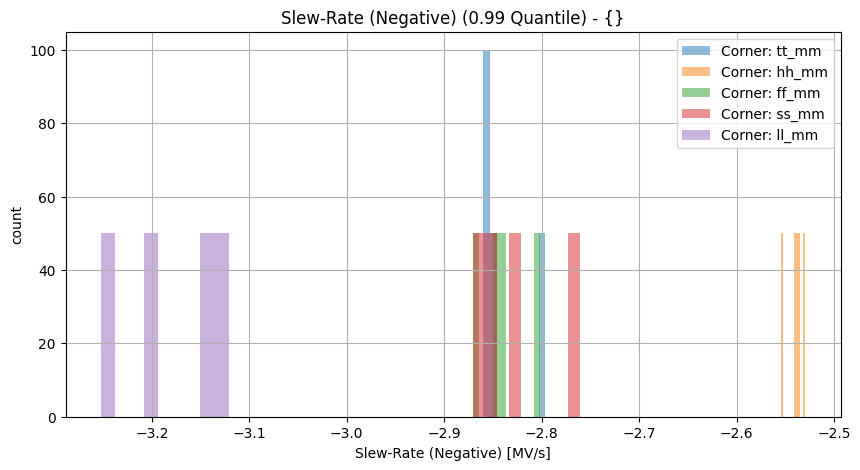 Slew-Rate (Negative) (0.99 Quantile) - {}
100
80
60
40
20
0
count
Corner: tt_mm
Corner: hh_mm
Corner: ff_mm
Corner: ss_mm
Corner: ll_mm
−3.2 −3.1 −3.0 −2.9 −2.8 −2.7 −2.6 −2.5
Slew-Rate (Negative) [MV/s]